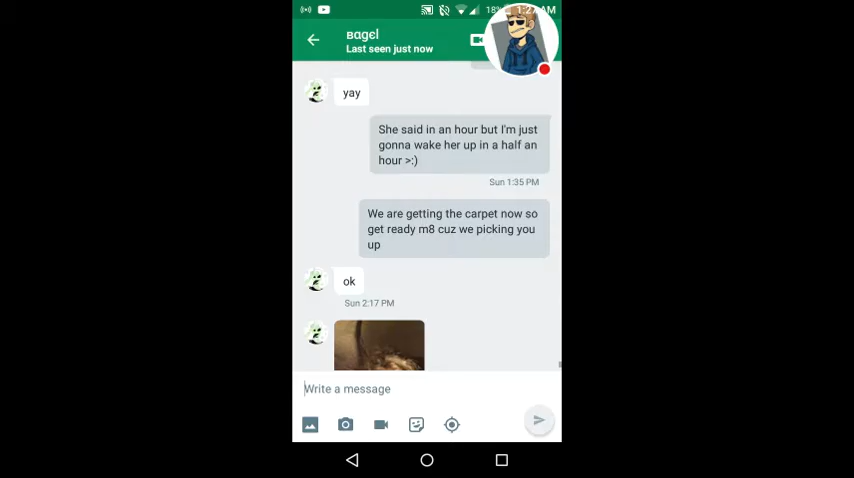 18%
ʙagєl
Last seen just now
yay
She said in an hour but I'm just
gonna wake her up in a half an
hour >:)
Sun 1:35 PM
We are getting the carpet now so
get ready m8 cuz we picking you
up
ok
Sun 2:17 PM
Write a message